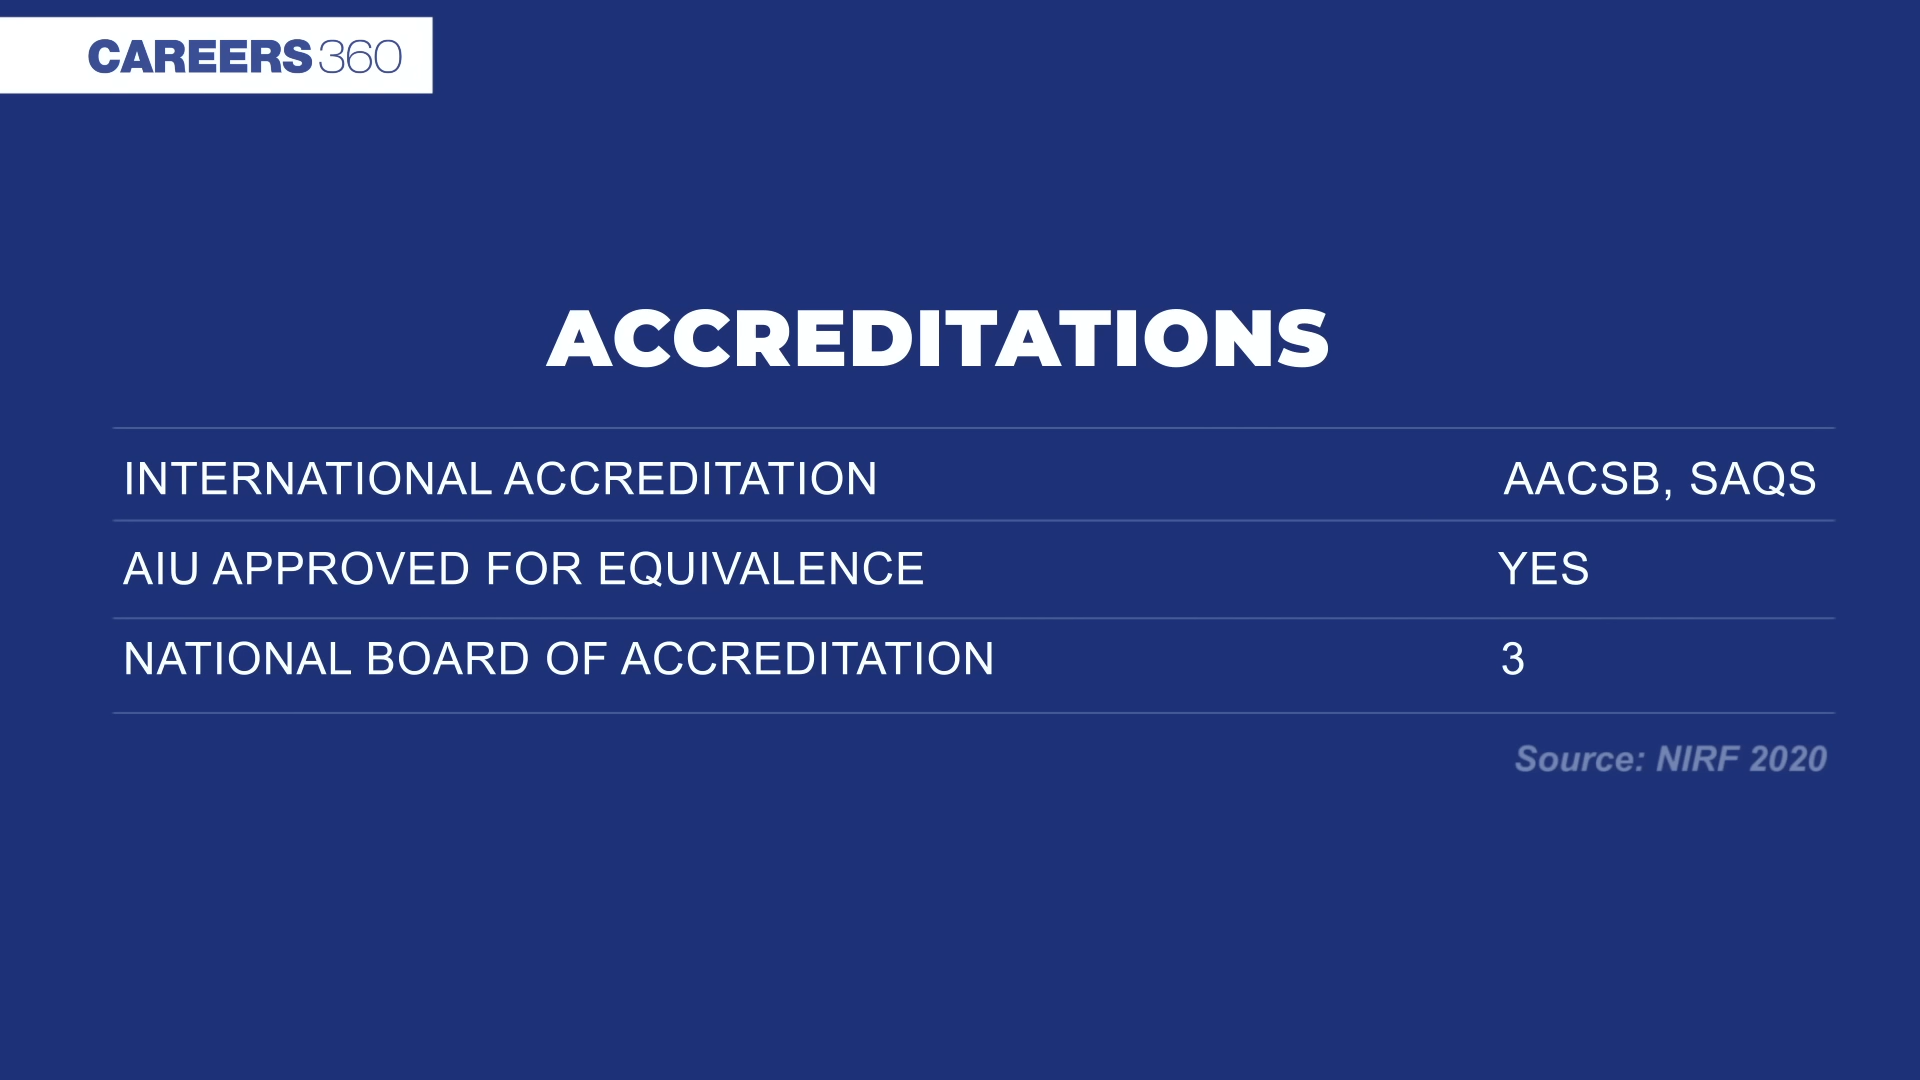 CAREERS360
ACCREDITATIONS
INTERNATIONAL ACCREDITATION AACSB, SAQS
AIU APPROVED FOR EQUIVALENCE YES
NATIONAL BOARD OF ACCREDITATION 3
Source: NIRF 2020